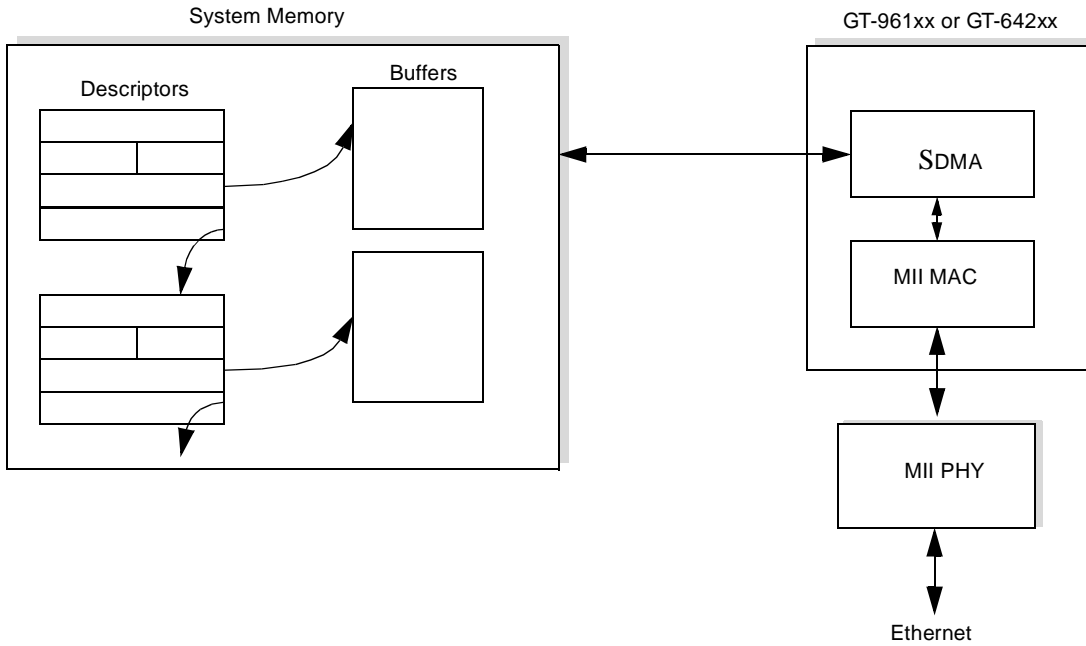 System Memory
GT-961xx or GT-642xx
Descriptors
Buffers
SDMA
MII MAC
MII PHY
Ethernet